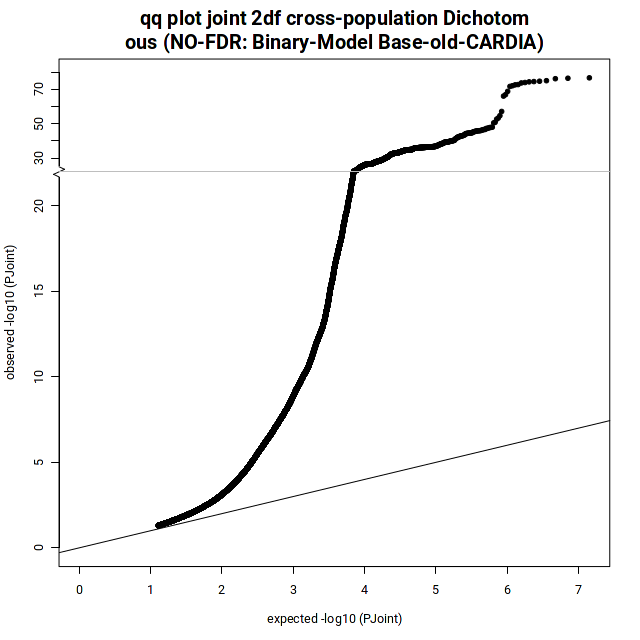 qq plot joint 2df cross-population Dichotom
ous (NO-FDR: Binary-Model Base-old-CARDIA)
70
50
30
20
15
10
5
0
observed -log10 (PJoint)
0 1 2 3 4 5 6 7
expected -log10 (PJoint)